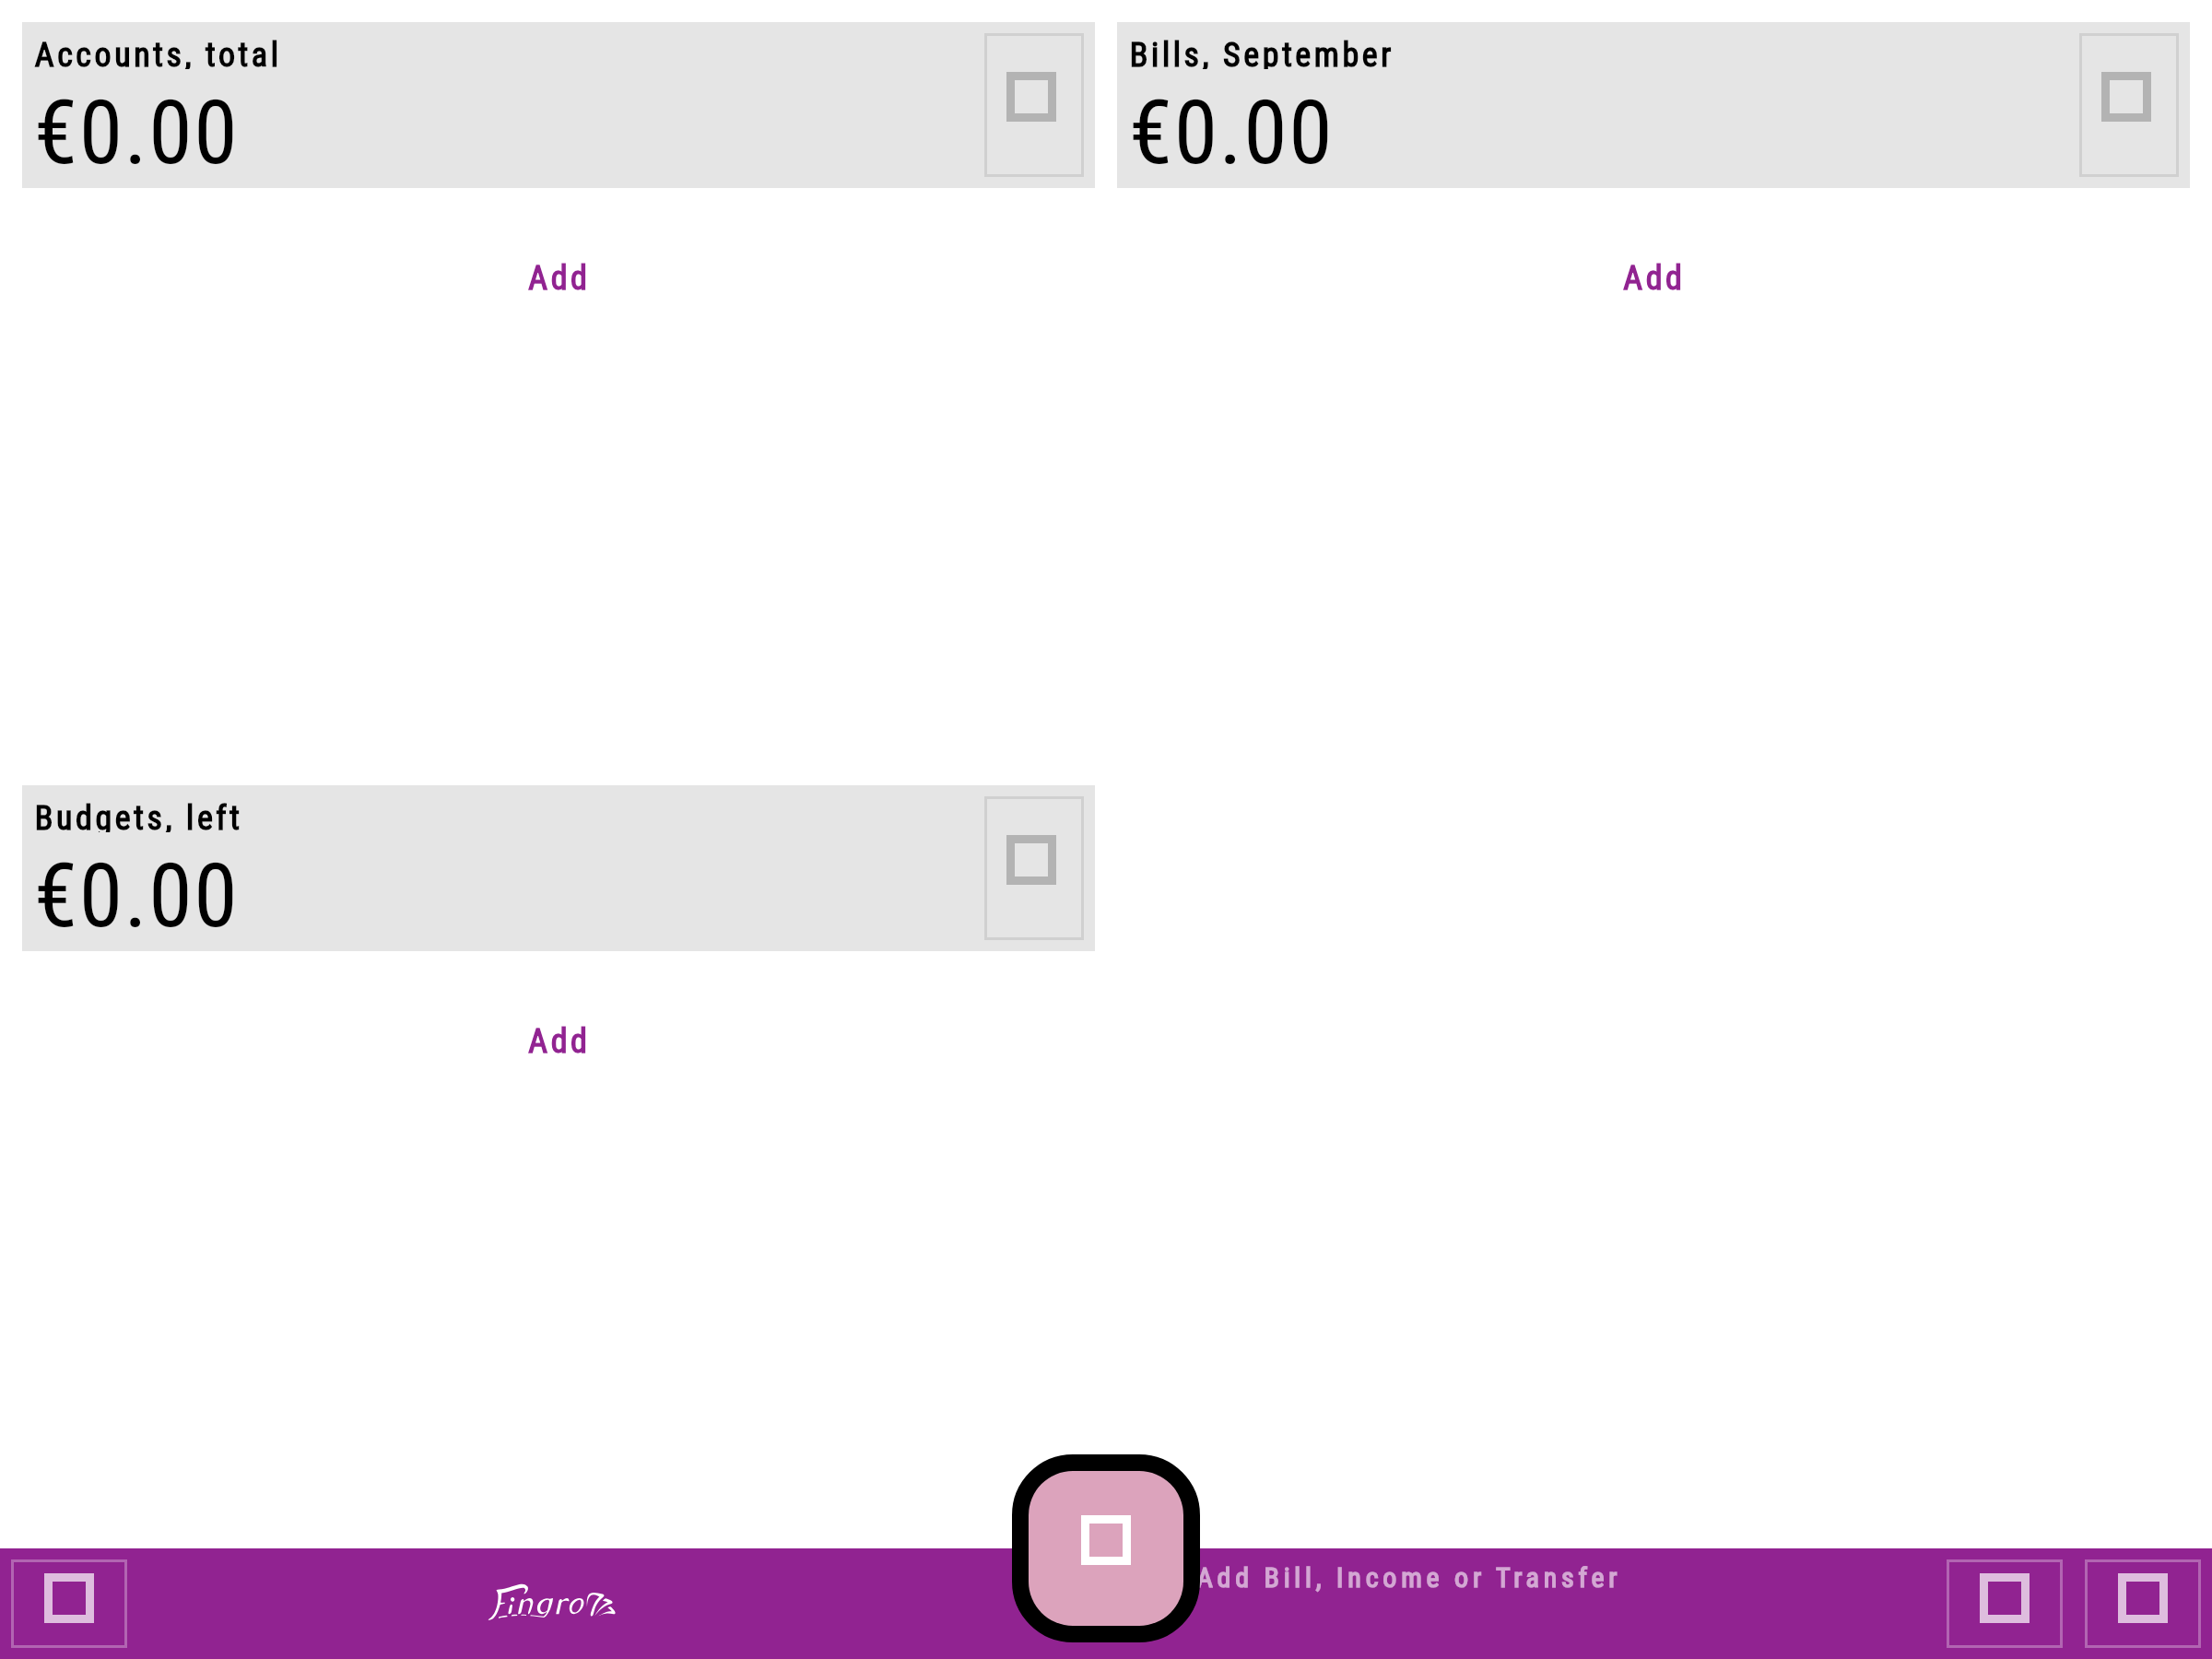 Accounts, total
€0.00
Bills, September
€0.00
Add
Add
Budgets, left
€0.00
Add
Add Bill, Income or Transfer